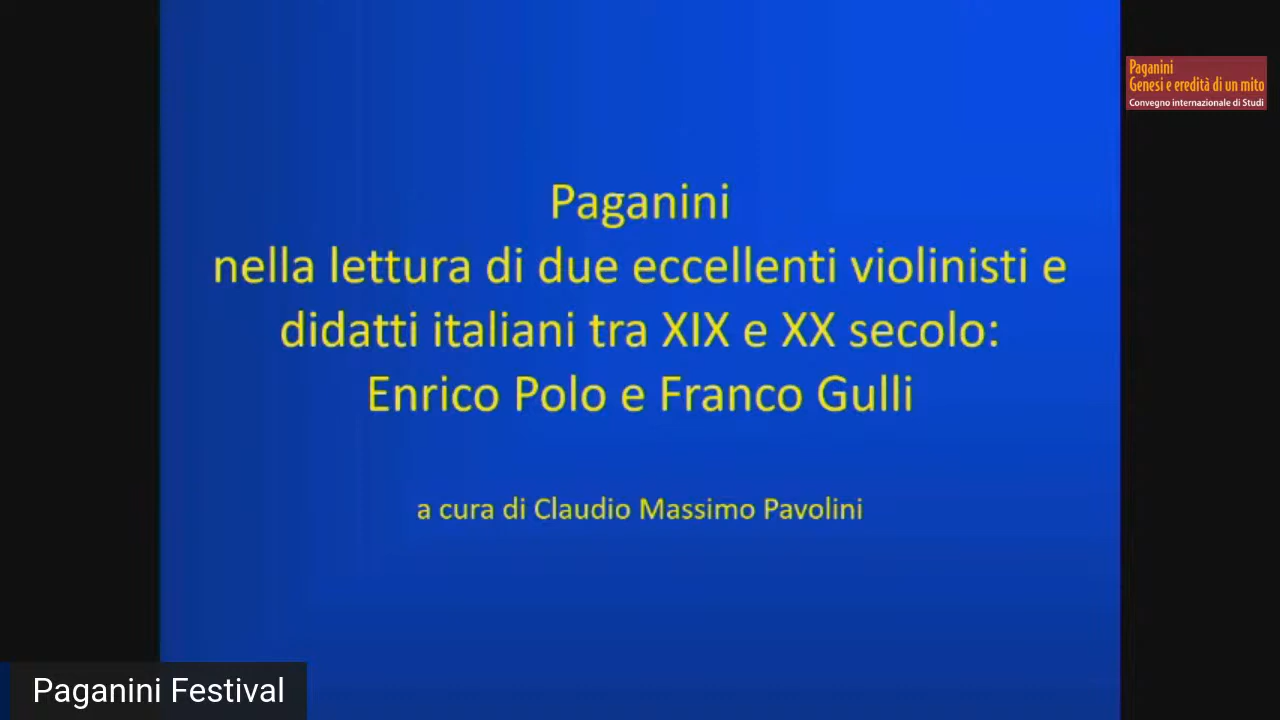 Paganini
Genesi e eredità di un mito
Convegno internazionale di Studi
Paganini
nella lettura di due eccellenti violinisti e
didatti italiani tra XIX e XX secolo:
Enrico Polo e Franco Gulli
a cura di Claudio Massimo Pavolini
Paganini Festival